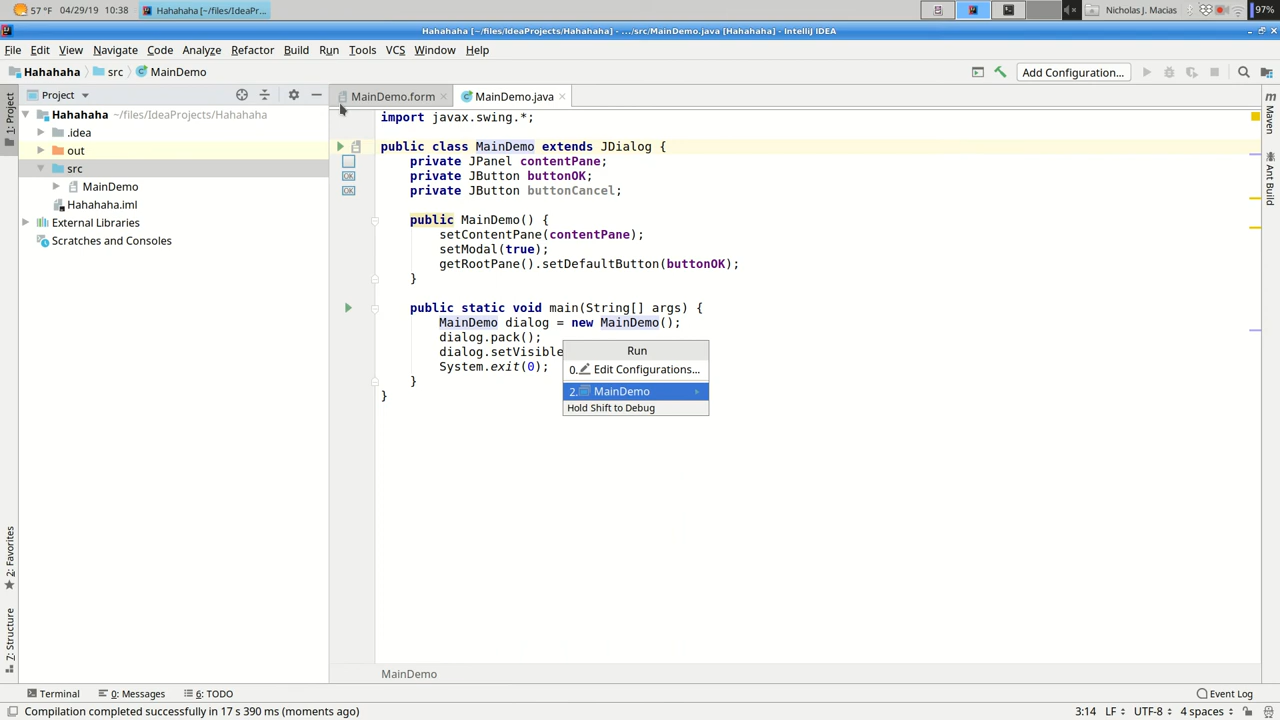 57 °F 04/29/19 10:38 Hahahaha [~/files/IdeaPr... Nicholas J. Macias 97%
Hahahaha [~/files/IdeaProjects/Hahahaha] - .../src/MainDemo.java [Hahahaha] - IntelliJ IDEA
File Edit View Navigate Code Analyze Refactor Build Run Tools VCS Window Help
Hahahaha src MainDemo Add Configuration...
1: Project
Project
MainDemo.form MainDemo.java
Hahahaha ~/files/IdeaProjects/Hahahaha
.idea
out
src
MainDemo
Hahahaha.iml
External Libraries
Scratches and Consoles
import javax.swing.*;
public class MainDemo extends JDialog {
private JPanel contentPane;
OK private JButton buttonOK;
OK private JButton buttonCancel;
public MainDemo() {
setContentPane(contentPane);
setModal(true);
getRootPane().setDefaultButton(buttonOK);
}
public static void main(String[] args) {
MainDemo dialog = new MainDemo();
dialog.pack();
dialog.setVisible
System.exit(0);
}
}
Run
0. Edit Configurations...
2. MainDemo
Hold Shift to Debug
m Maven
Ant Build
2: Favorites
7: Structure
MainDemo
Terminal 0: Messages 6: TODO Event Log
Compilation completed successfully in 17 s 390 ms (moments ago) 3:14 LF UTF-8 4 spaces